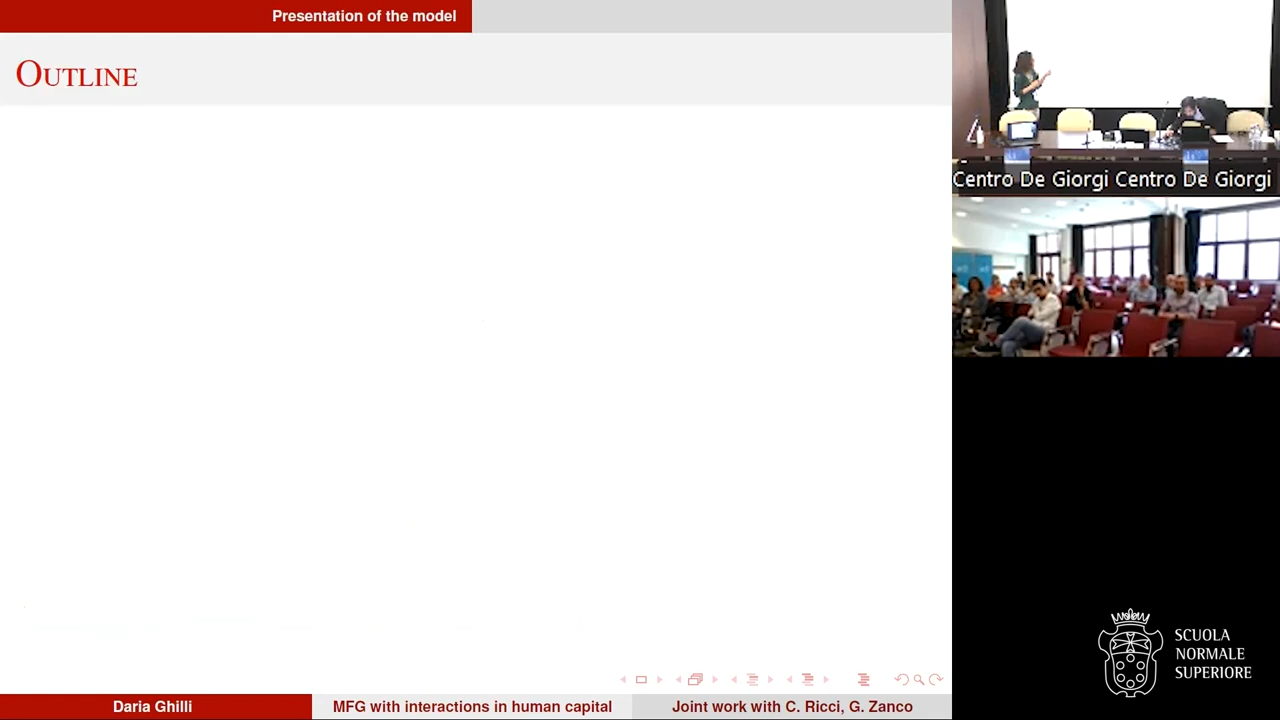 Presentation of the model
OUTLINE
Centro De Giorgi Centro De Giorgi
SCUOLA
NORMALE
SUPERIORE
Daria Ghilli
MFG with interactions in human capital
Joint work with C. Ricci, G. Zanco